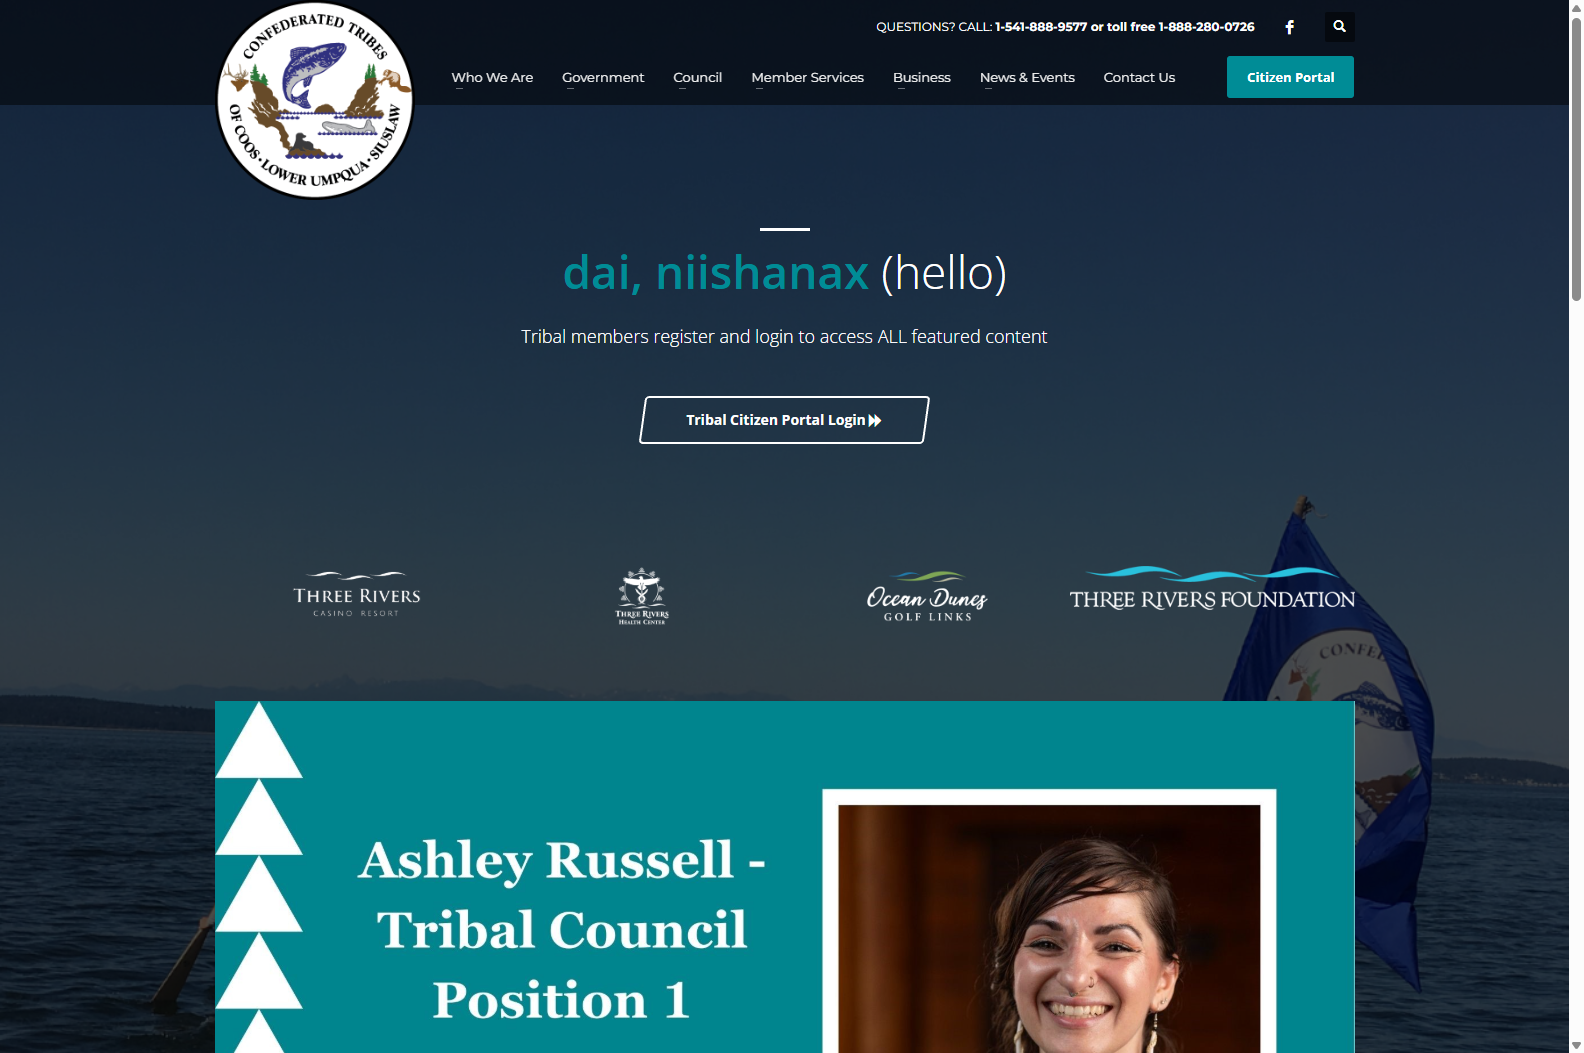 CONFEDERATED TRIBES
OF COOS • LOWER UMPQUA • SIUSLAW
QUESTIONS? CALL: 1-541-888-9577 or toll free 1-888-280-0726
Who We Are
Government
Council
Member Services
Business
News & Events
Contact Us
Citizen Portal
dai, niishanax (hello)
Tribal members register and login to access ALL featured content
Tribal Citizen Portal Login
THREE RIVERS
CASINO RESORT
THREE RIVERS
HEALTH CENTER
Ocean Dunes
GOLF LINKS
THREE RIVERS FOUNDATION
Ashley Russell -
Tribal Council
Position 1